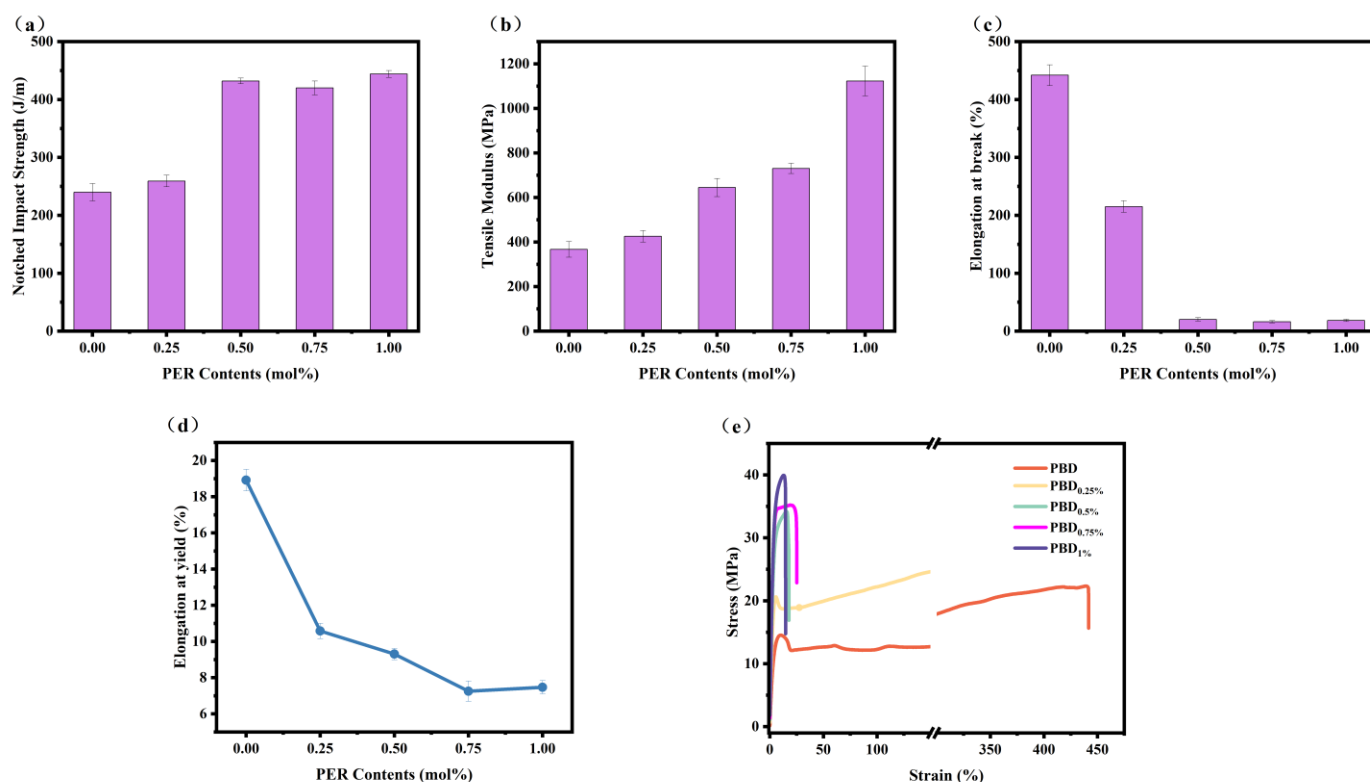 （a)
500
400
300
200
100
0
Notched Impact Strength (J/m)
0.00 0.25 0.50 0.75 1.00
PER Contents (mol%)
（b)
1200
1000
800
600
400
200
0
Tensile Modulus (MPa)
0.00 0.25 0.50 0.75 1.00
PER Contents (mol%)
（c)
500
400
300
200
100
0
Elongation at break (%)
0.00 0.25 0.50 0.75 1.00
PER Contents (mol%)
（d)
20
18
16
14
12
10
8
6
Elongation at yield (%)
0.00 0.25 0.50 0.75 1.00
PER Contents (mol%)
（e)
40
30
20
10
0
Stress (MPa)
PBD
PBD0.25%
PBD0.5%
PBD0.75%
PBD1%
0 50 100 350 400 450
Strain (%)